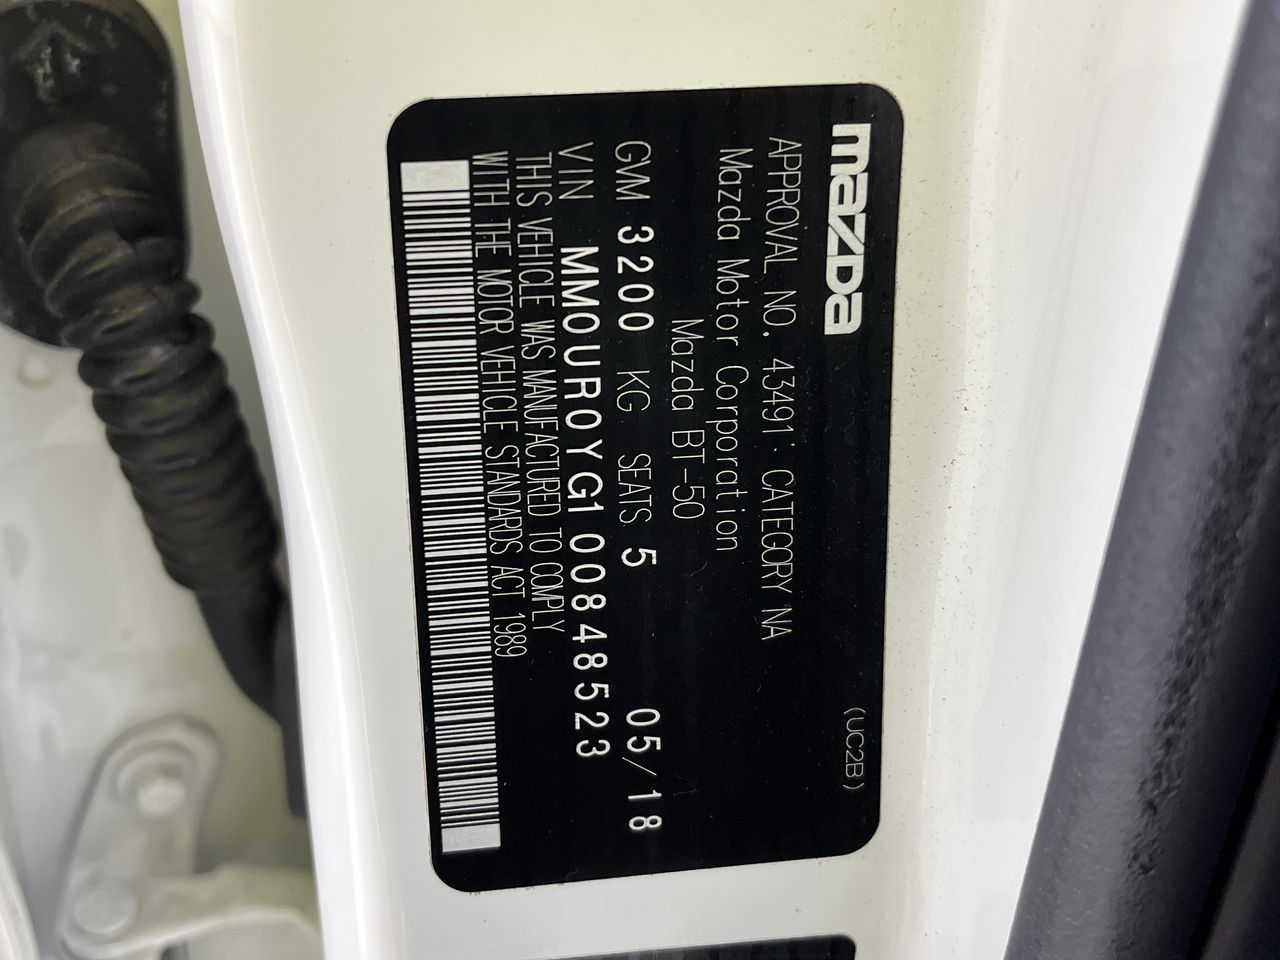 mazda (UC2B)
APPROVAL NO. 43491 CATEGORY NA
Mazda Motor Corporation
Mazda BT-50
GVM 3200 KG SEATS 5 05/18
VIN MM0UR0YG100848523
THIS VEHICLE WAS MANUFACTURED TO COMPLY
WITH THE MOTOR VEHICLE STANDARDS ACT 1989